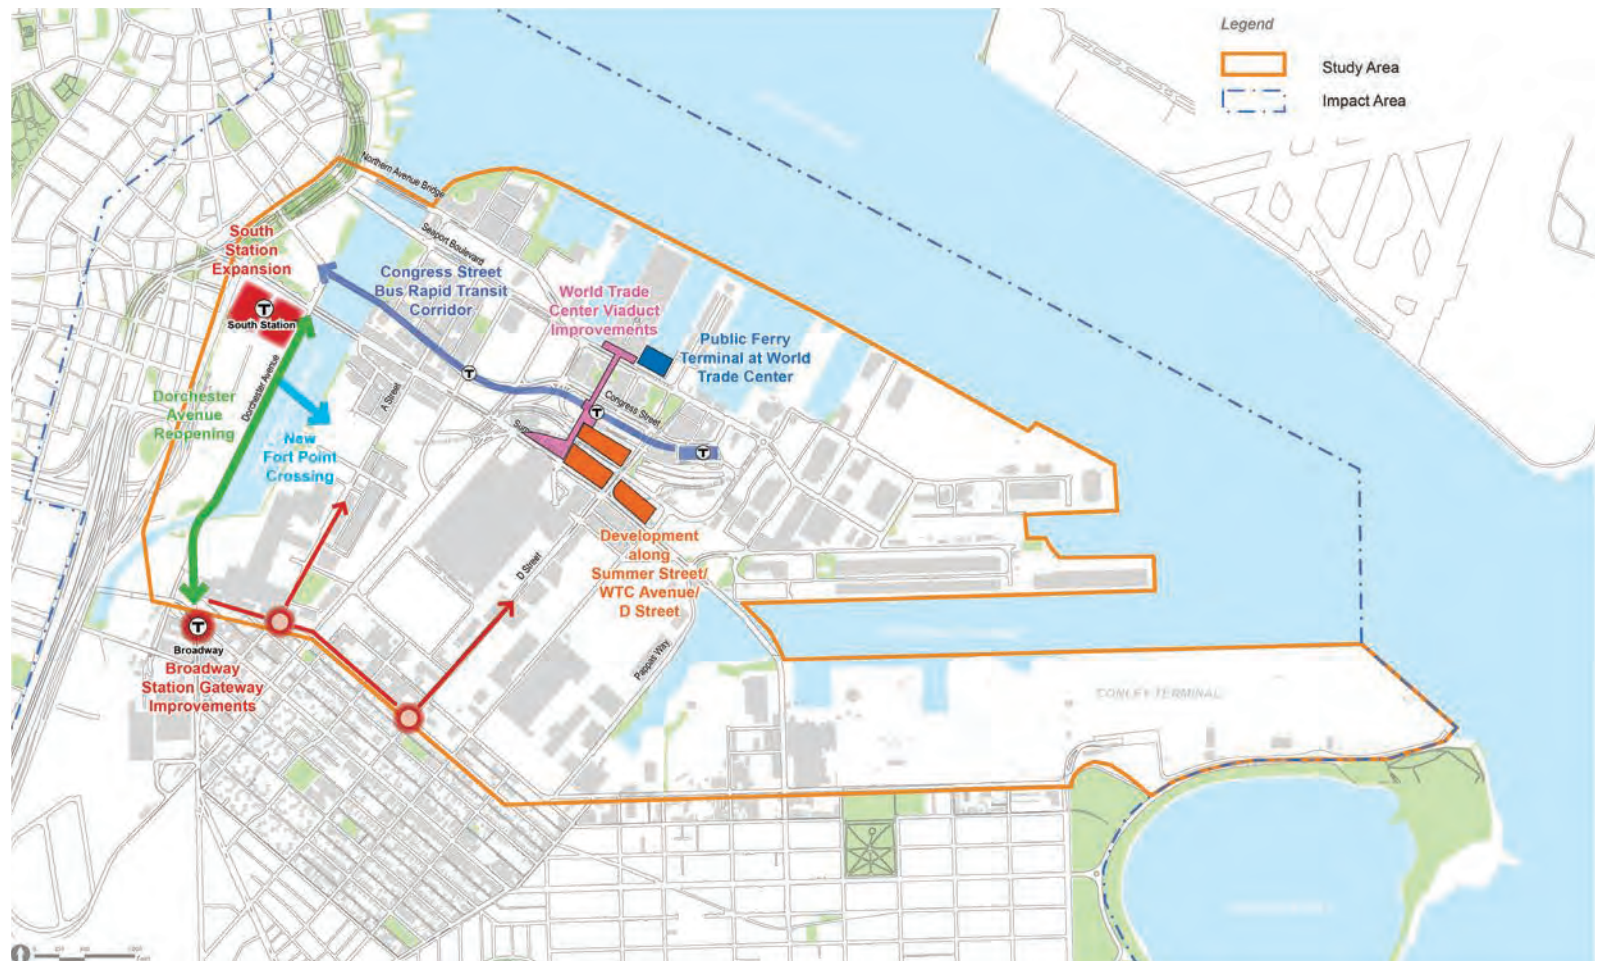 Legend
Study Area
Impact Area
Northern Avenue Bridge
Seaport Boulevard
South
Station
Expansion
Congress Street
Bus Rapid Transit
Corridor
World Trade
Center Viaduct
Improvements
T
South Station
Public Ferry
Terminal at World
Trade Center
T
Dorchester Avenue
A Street
Dorchester
Avenue
Reopening
Congress Street
T
New
Fort Point
Crossing
T
Development
along
Summer Street/
WTC Avenue/
D Street
D Street
T
Broadway
Broadway
Station Gateway
Improvements
Pappas Way
CONLEY TERMINAL